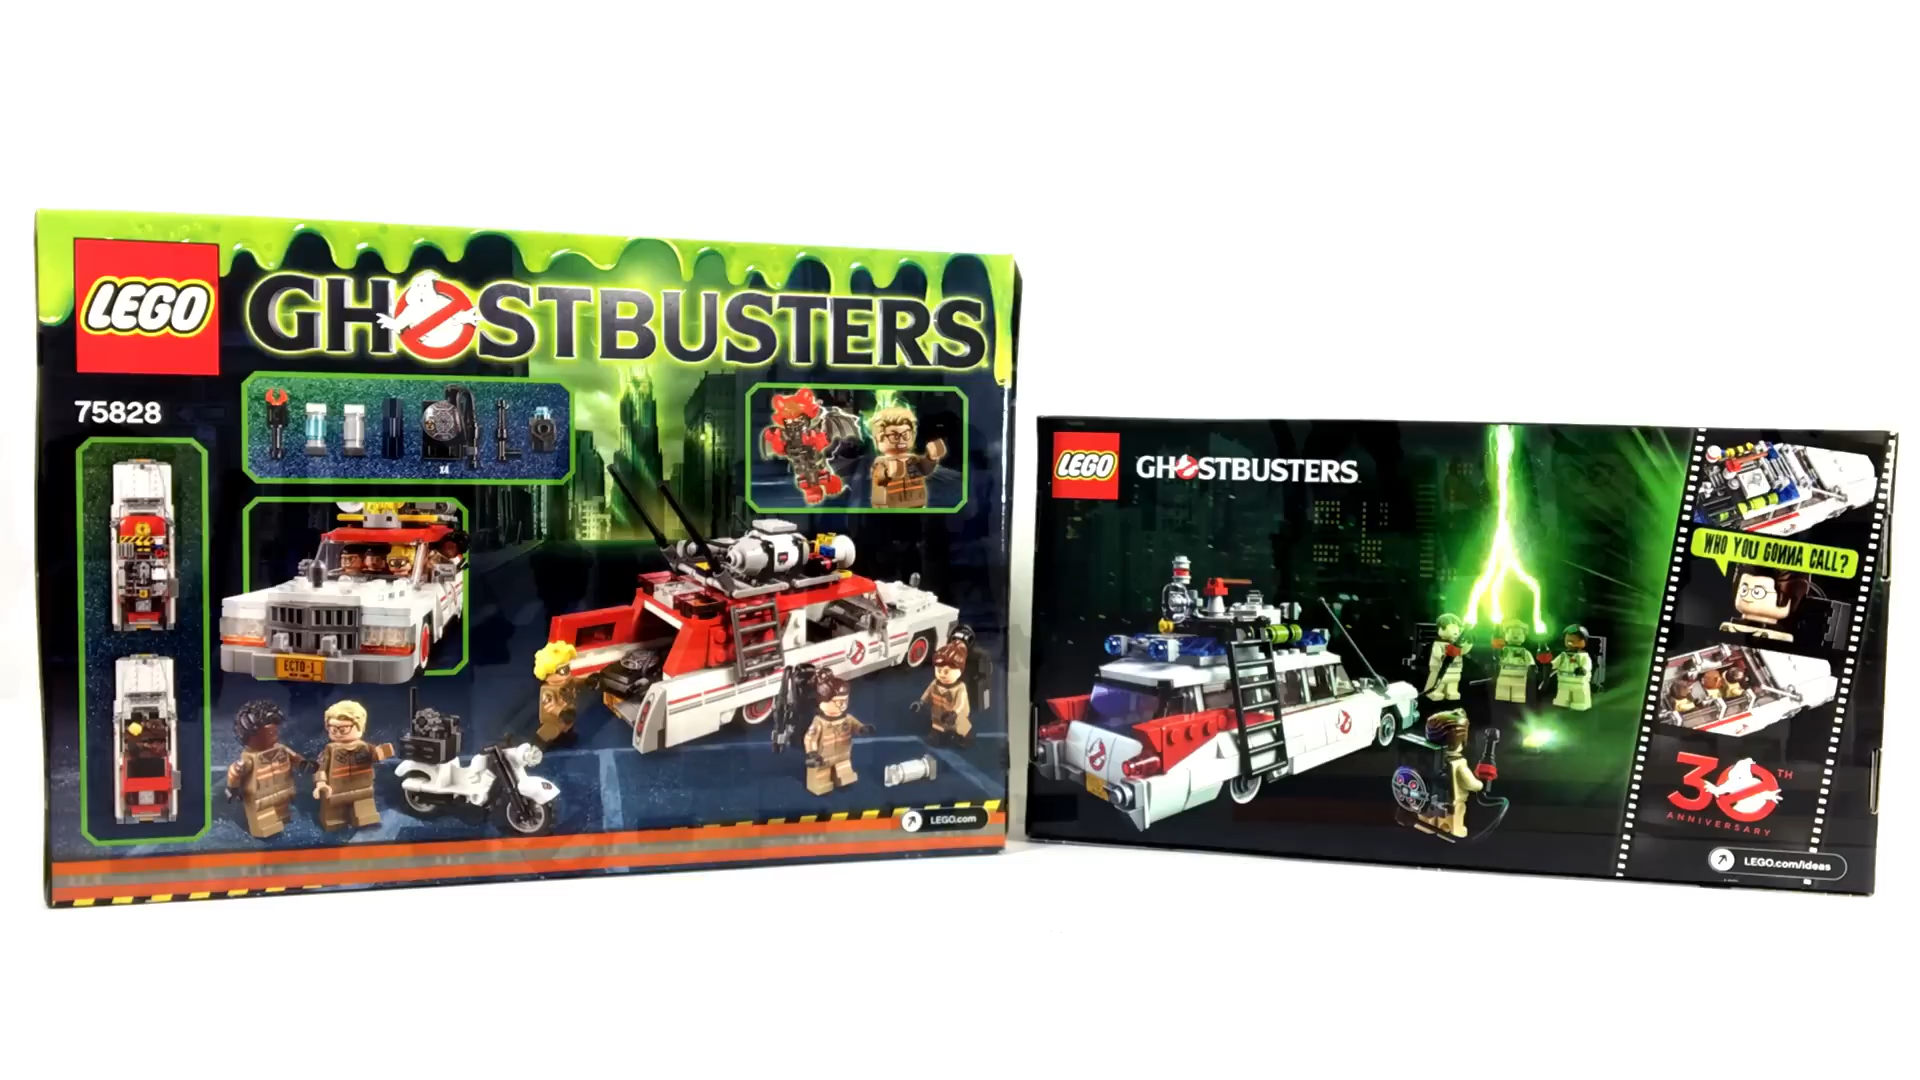 LEGO
GHOSTBUSTERS
75828
X4
ECTO-1
LEGO.com
LEGO
GHOSTBUSTERS
WHO YOU GONNA CALL?
30TH
ANNIVERSARY
LEGO.com/ideas